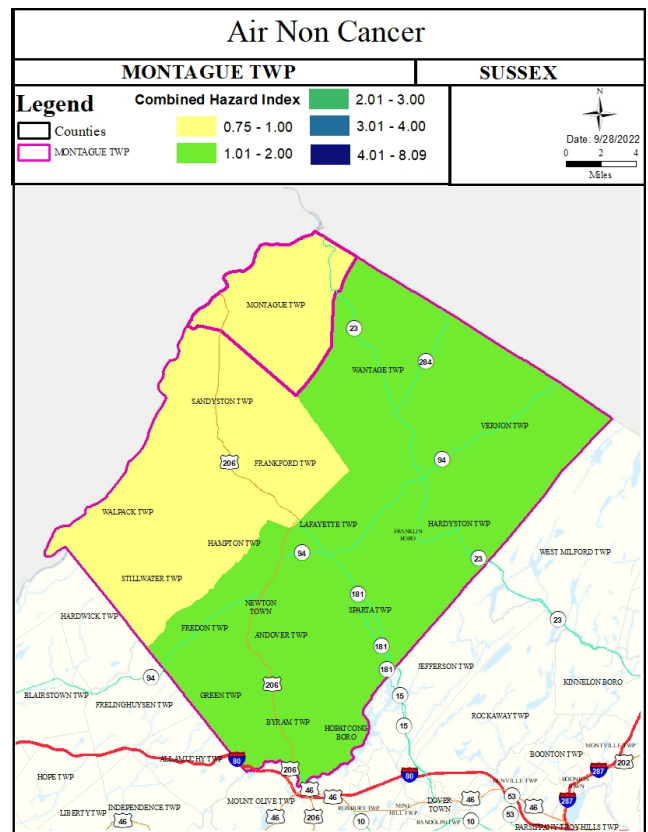 Air Non Cancer
MONTAGUE TWP
SUSSEX
Legend
Counties
MONTAGUE TWP
Combined Hazard Index
0.75 - 1.00
1.01 - 2.00
2.01 - 3.00
3.01 - 4.00
4.01 - 8.09
N
Date: 9/28/2022
0 2 4
Miles
MONTAGUE TWP
23
WANTAGE TWP
284
SANDYSTON TWP
VERNON TWP
206
FRANKFORD TWP
94
WALPACK TWP
LAFAYETTE TWP
HARDYSTON TWP
FRANKLIN
BORO
HAMPTON TWP
94
23
WEST MILFORD TWP
STILLWATER TWP
181
HARDWICK TWP
NEWTON
TOWN
SPARTA TWP
23
FREDON TWP
ANDOVER TWP
181
94
181
JEFFERSON TWP
KINNELON BORO
BLAIRSTOWN TWP
FRELINGHUYSEN TWP
GREEN TWP
206
15
ROCKAWAY TWP
BYRAM TWP
HOPATCONG
BORO
15
MONTVILLE TWP
BOONTON TWP
202
ALLAMUCHY TWP
80
206
80
287
HOPE TWP
46
DENVILLE TWP
BOONTON
TOWN
LIBERTY TWP
INDEPENDENCE TWP
MOUNT OLIVE TWP
46
DOVER
TOWN
46
53
46
287
46
46
206
ROXBURY TWP
10
MINE
HILL TWP
RANDOLPH TWP
10
53
PARSIPPANY TROY HILLS TWP